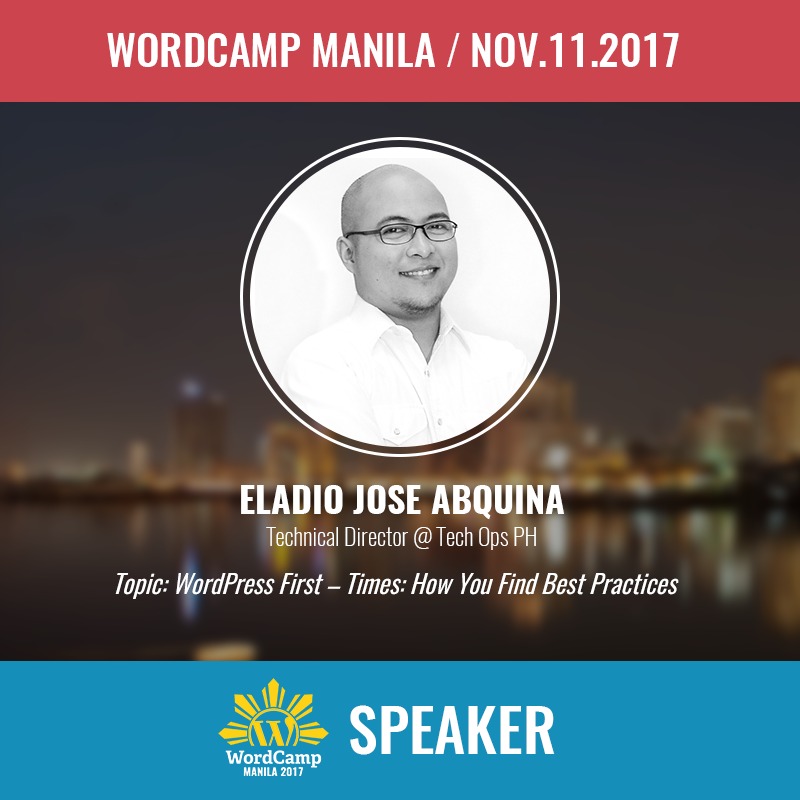 WORDCAMP MANILA / NOV.11.2017
ELADIO JOSE ABQUINA
Technical Director @ Tech Ops PH
Topic: WordPress First – Times: How You Find Best Practices
W
WordCamp
MANILA 2017
SPEAKER